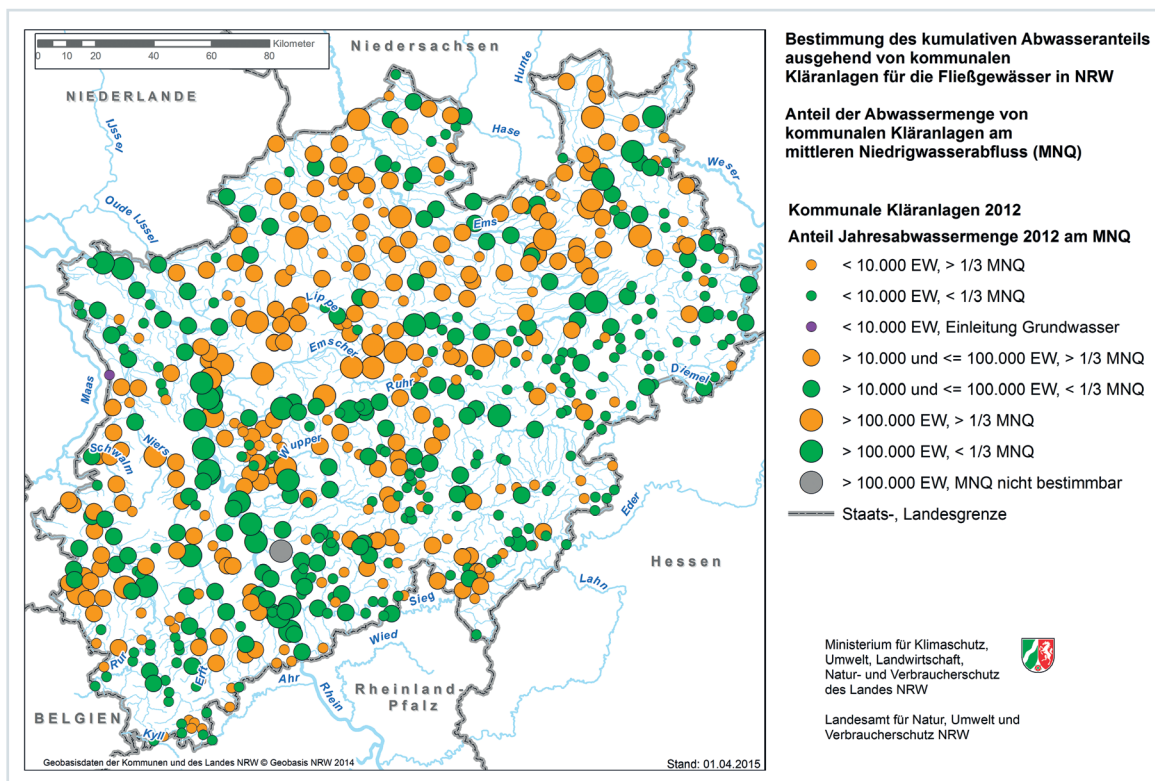 Kilometer
0 10 20 40 60 80
Niedersachsen
NIEDERLANDE
IJssel
Hunte
Hase
Weser
Oude IJssel
Ems
Lippe
Emscher
Maas
Ruhr
Diemel
Niers
Schwalm
Wupper
Eder
Hessen
Lahn
Sieg
Wied
Rur
Erft
Ahr
Rhein
Rheinland-
Pfalz
BELGIEN
Kyll
Geobasisdaten der Kommunen und des Landes NRW © Geobasis NRW 2014
Stand: 01.04.2015
Bestimmung des kumulativen Abwasseranteils
ausgehend von kommunalen
Kläranlagen für die Fließgewässer in NRW
Anteil der Abwassermenge von
kommunalen Kläranlagen am
mittleren Niedrigwasserabfluss (MNQ)
Kommunale Kläranlagen 2012
Anteil Jahresabwassermenge 2012 am MNQ
< 10.000 EW, > 1/3 MNQ
< 10.000 EW, < 1/3 MNQ
< 10.000 EW, Einleitung Grundwasser
> 10.000 und <= 100.000 EW, > 1/3 MNQ
> 10.000 und <= 100.000 EW, < 1/3 MNQ
> 100.000 EW, > 1/3 MNQ
> 100.000 EW, < 1/3 MNQ
> 100.000 EW, MNQ nicht bestimmbar
Staats-, Landesgrenze
Ministerium für Klimaschutz,
Umwelt, Landwirtschaft,
Natur- und Verbraucherschutz
des Landes NRW
Landesamt für Natur, Umwelt und
Verbraucherschutz NRW